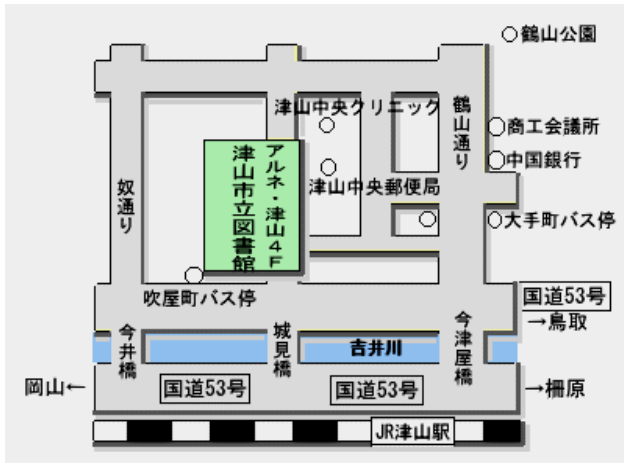 鶴山公園
津山中央クリニック
鶴山通り
商工会議所
中国銀行
奴通り
アルネ・津山4F
津山市立図書館
津山中央郵便局
大手町バス停
吹屋町バス停
国道53号
→鳥取
今井橋
城見橋
吉井川
今津屋橋
岡山←
国道53号
国道53号
→柵原
JR津山駅